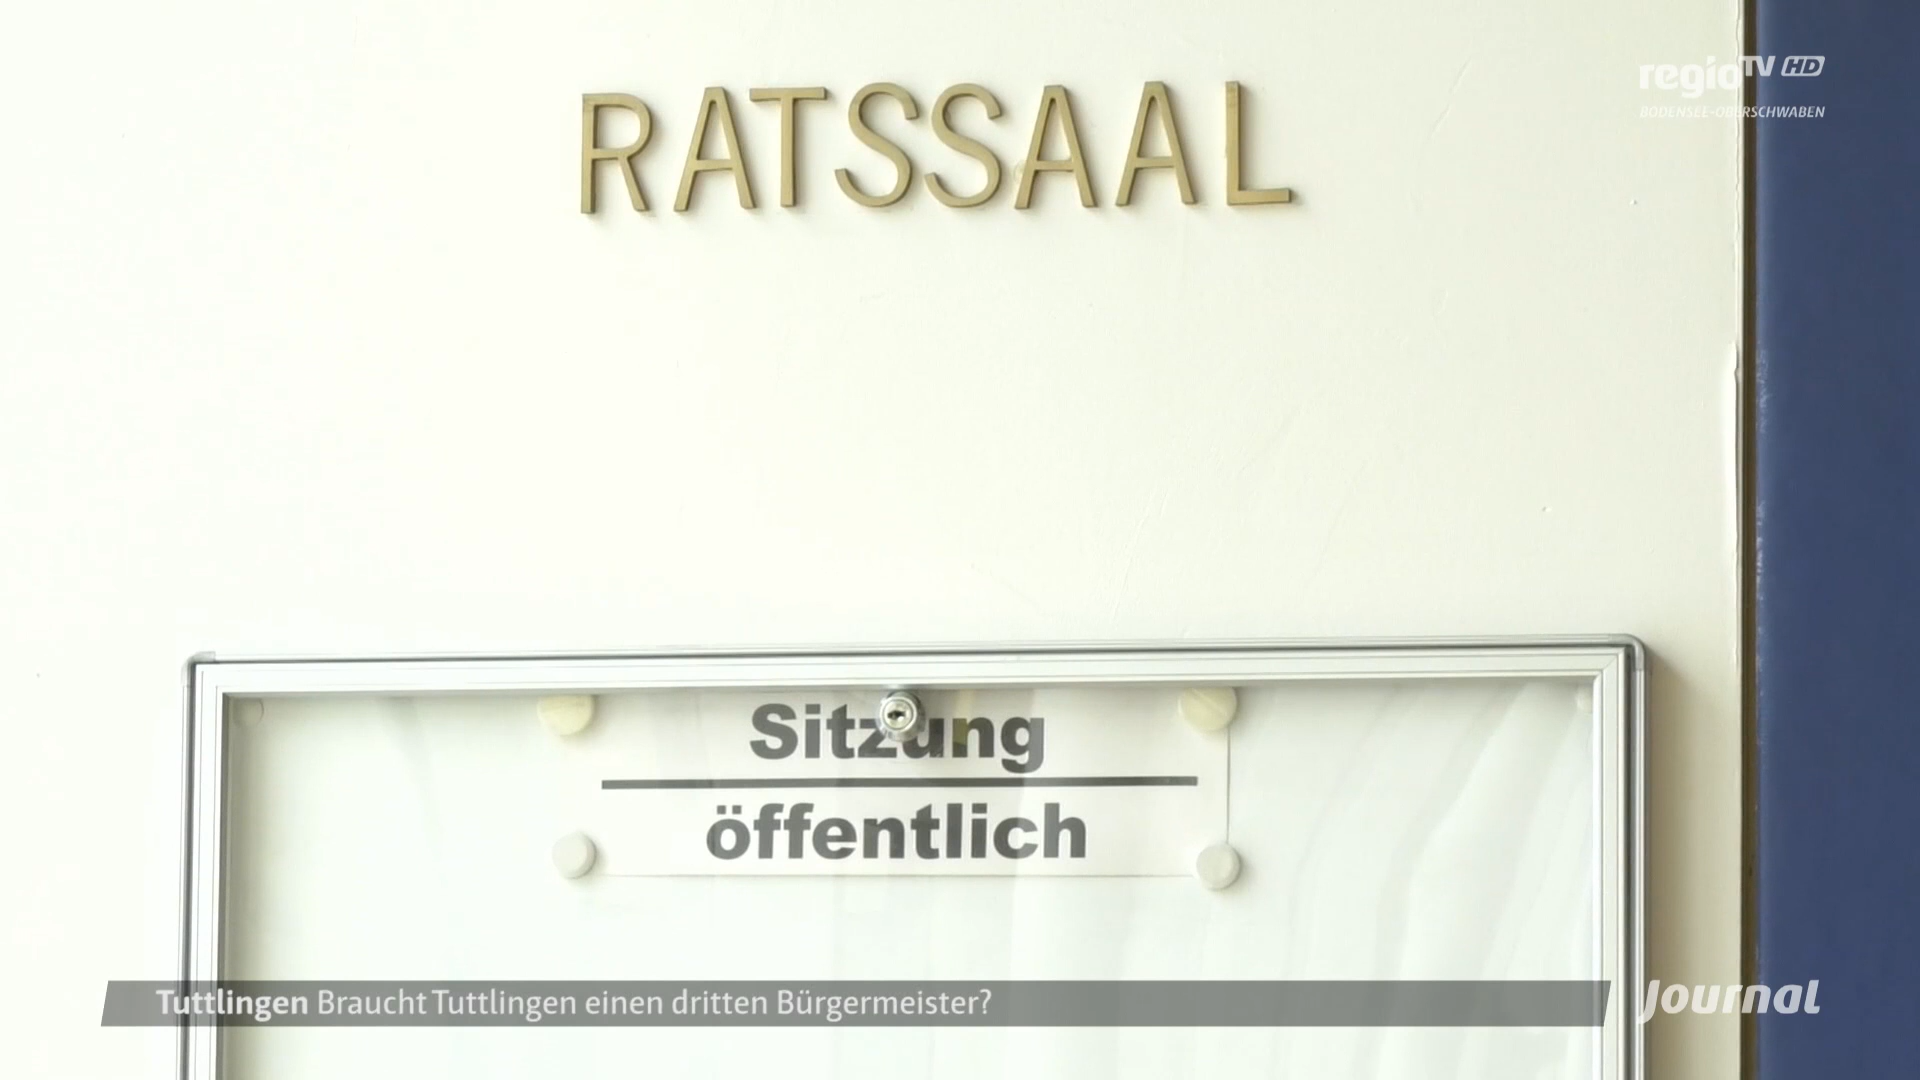 regioTV HD
BODENSEE-OBERSCHWABEN
RATSSAAL
Sitzung
öffentlich
Tuttlingen Braucht Tuttlingen einen dritten Bürgermeister?
Journal